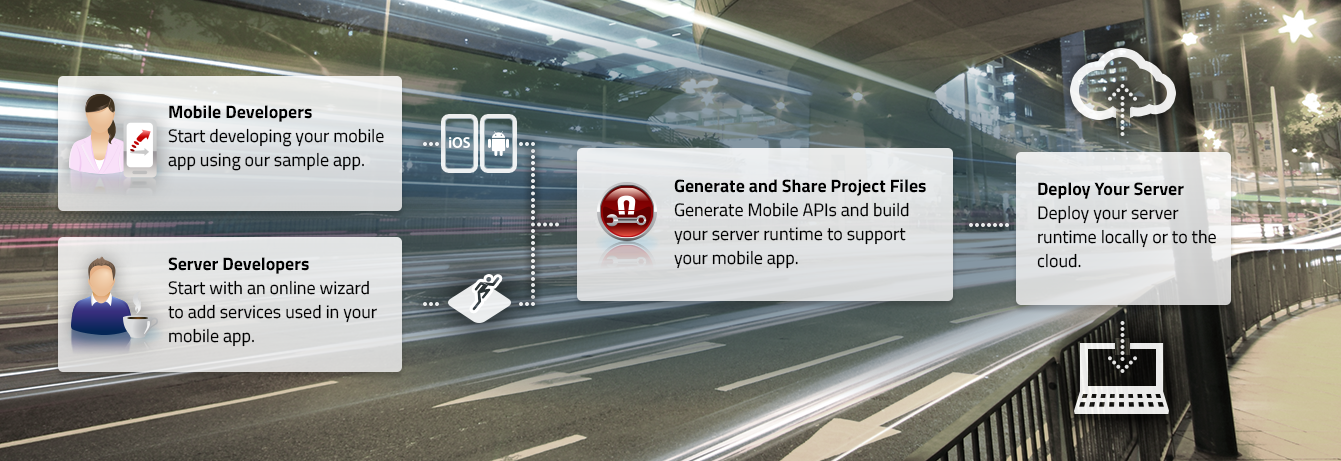 Mobile Developers
Start developing your mobile
app using our sample app.
iOS
Server Developers
Start with an online wizard
to add services used in your
mobile app.
Generate and Share Project Files
Generate Mobile APIs and build
your server runtime to support
your mobile app.
Deploy Your Server
Deploy your server
runtime locally or to the
cloud.